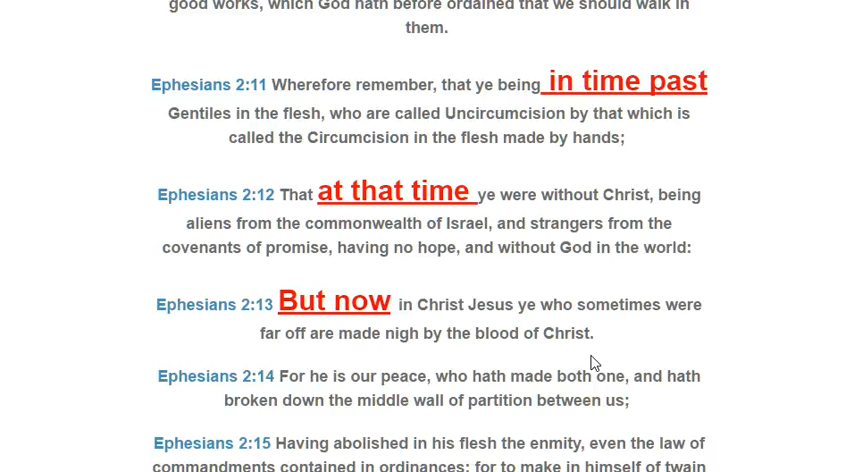 good works, which God hath before ordained that we should walk in
them.
Ephesians 2:11 Wherefore remember, that ye being in time past
Gentiles in the flesh, who are called Uncircumcision by that which is
called the Circumcision in the flesh made by hands;
Ephesians 2:12 That at that time ye were without Christ, being
aliens from the commonwealth of Israel, and strangers from the
covenants of promise, having no hope, and without God in the world:
Ephesians 2:13 But now in Christ Jesus ye who sometimes were
far off are made nigh by the blood of Christ.
Ephesians 2:14 For he is our peace, who hath made both one, and hath
broken down the middle wall of partition between us;
Ephesians 2:15 Having abolished in his flesh the enmity, even the law of
commandments contained in ordinances; for to make in himself of twain